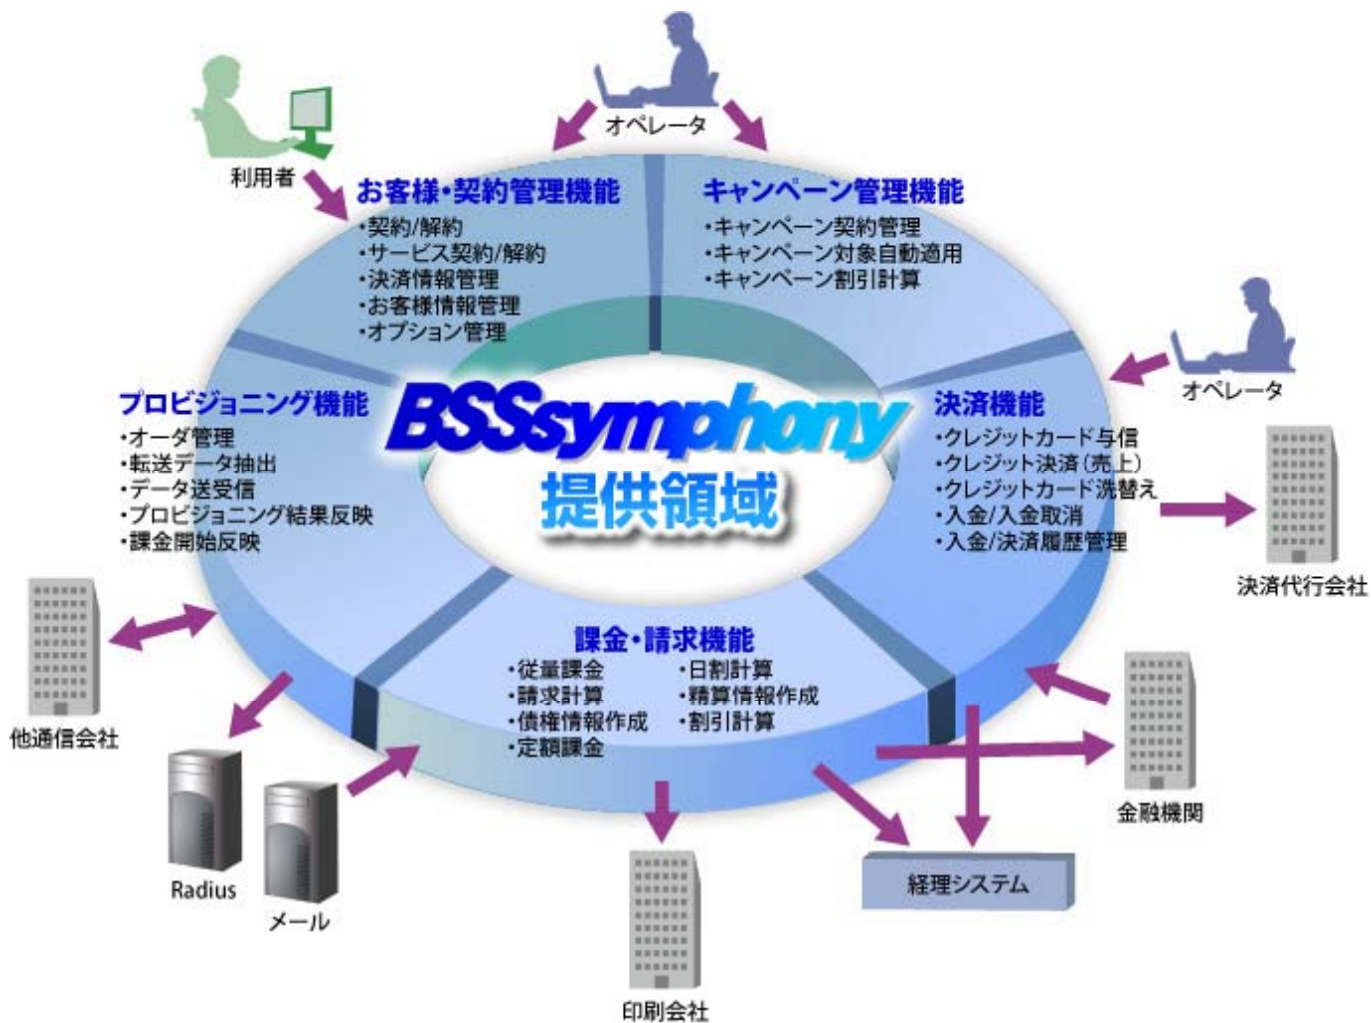 オペレータ
利用者
お客様・契約管理機能
・契約/解約
・サービス契約/解約
・決済情報管理
・お客様情報管理
・オプション管理
キャンペーン管理機能
・キャンペーン契約管理
・キャンペーン対象自動適用
・キャンペーン割引計算
オペレータ
プロビジョニング機能
・オーダ管理
・転送データ抽出
・データ送受信
・プロビジョニング結果反映
・課金開始反映
BSSsymphony
提供領域
決済機能
・クレジットカード与信
・クレジット決済(売上)
・クレジットカード洗替え
・入金/入金取消
・入金/決済履歴管理
決済代行会社
課金・請求機能
・従量課金
・請求計算
・債権情報作成
・定額課金
・日割計算
・精算情報作成
・割引計算
他通信会社
金融機関
Radius
メール
経理システム
印刷会社